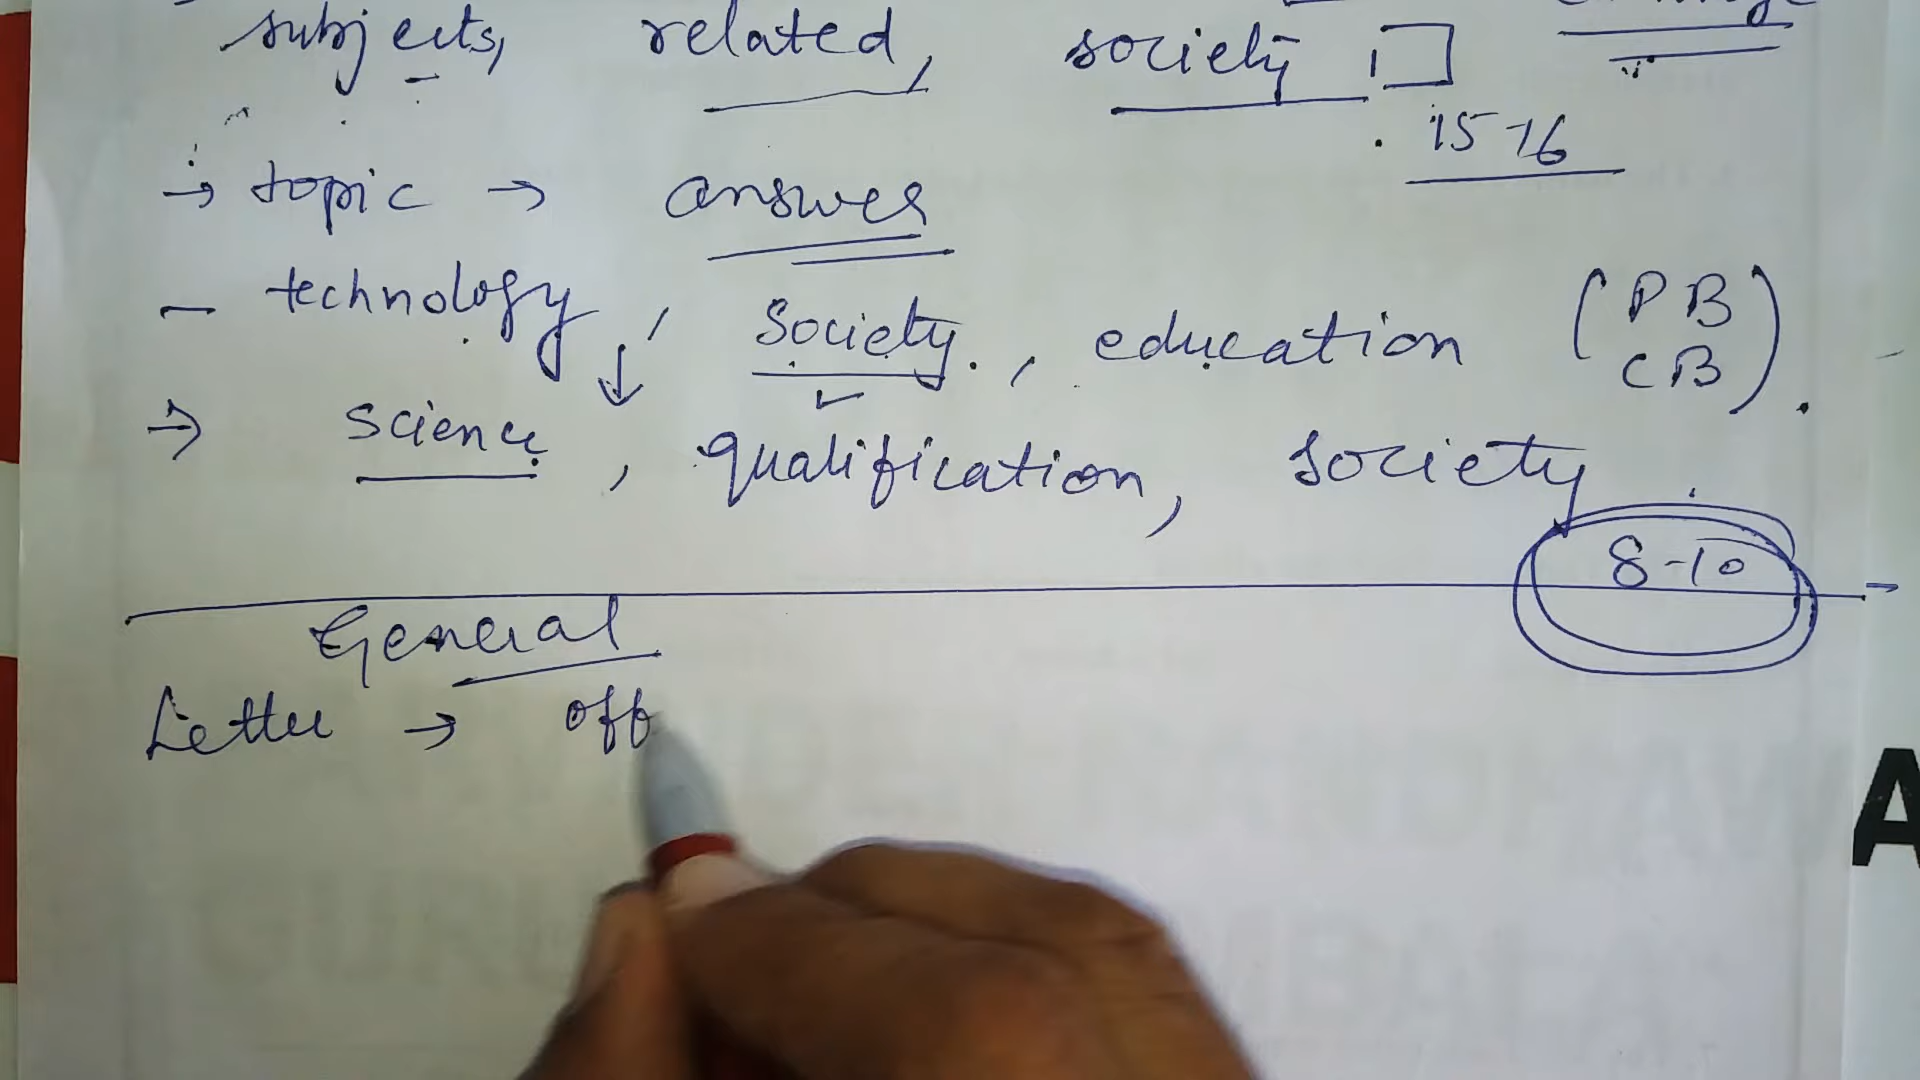 subjects, related, society
15-16
→ topic → answer
- technology, society, education (PB
CB).
→ science, qualification, society
8-10
General
Letter → off
A